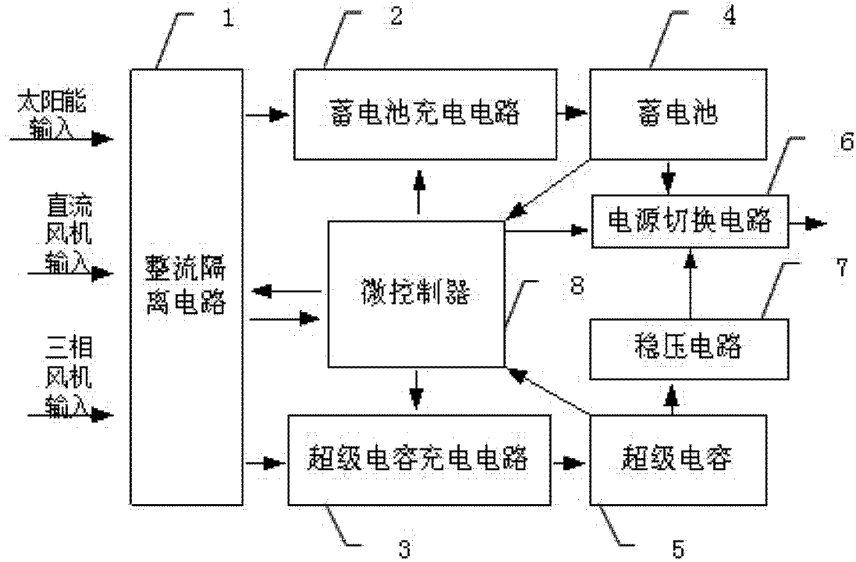 1
2
4
太阳能
输入
蓄电池充电电路
蓄电池
6
直流
风机
输入
电源切换电路
整流隔
离电路
微控制器
8
7
三相
风机
输入
稳压电路
超级电容充电电路
超级电容
3
5